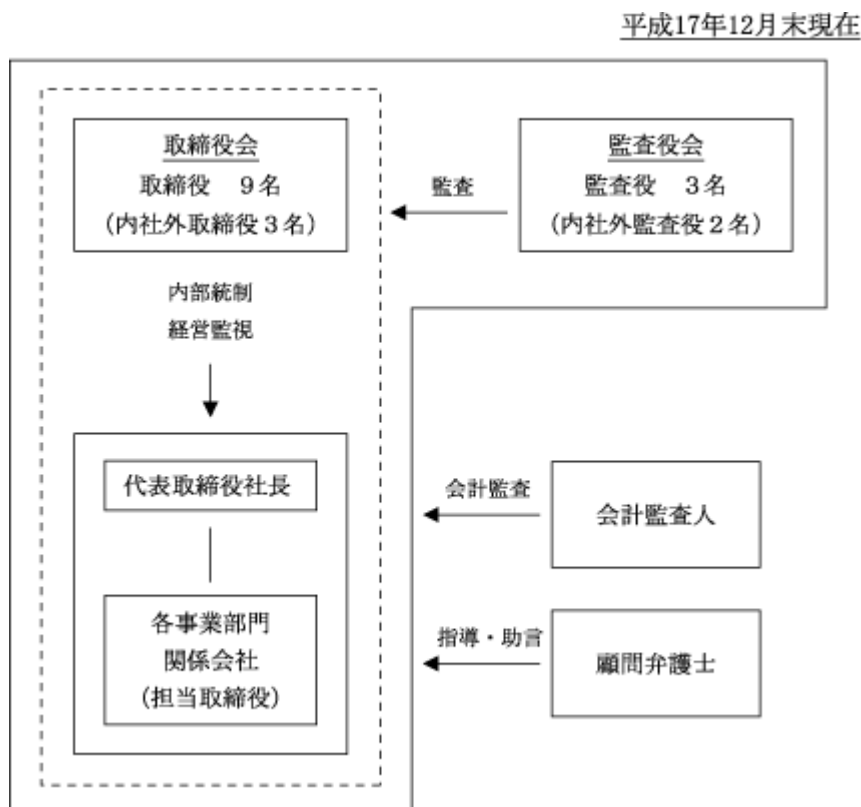 平成17年12月末現在
取締役会
取締役　９名
(内社外取締役３名)
監査
監査役会
監査役　３名
(内社外監査役２名)
内部統制
経営監視
代表取締役社長
会計監査
会計監査人
各事業部門
関係会社
(担当取締役)
指導・助言
顧問弁護士